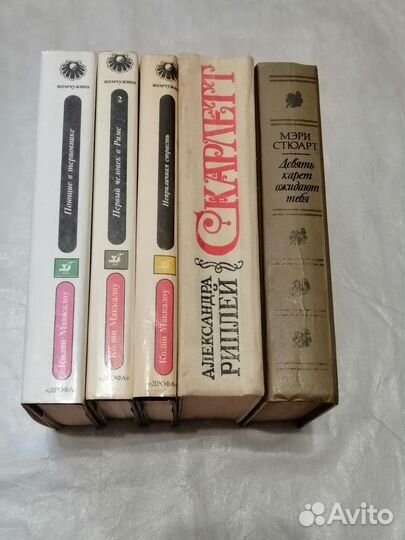 жемчужина
Поющие в терновнике
Колин Маккалоу
«ДРОФА»
жемчужина
2
Первый человек в Риме
Колин Маккалоу
«ДРОФА»
жемчужина
Неприличная страсть
Колин Маккалоу
«ДРОФА»
АЛЕКСАНДРА
РИПЛЕЙ
СКАРЛЕТТ
МЭРИ
СТЮАРТ
Девять
карет
ожидают
тебя
Avito